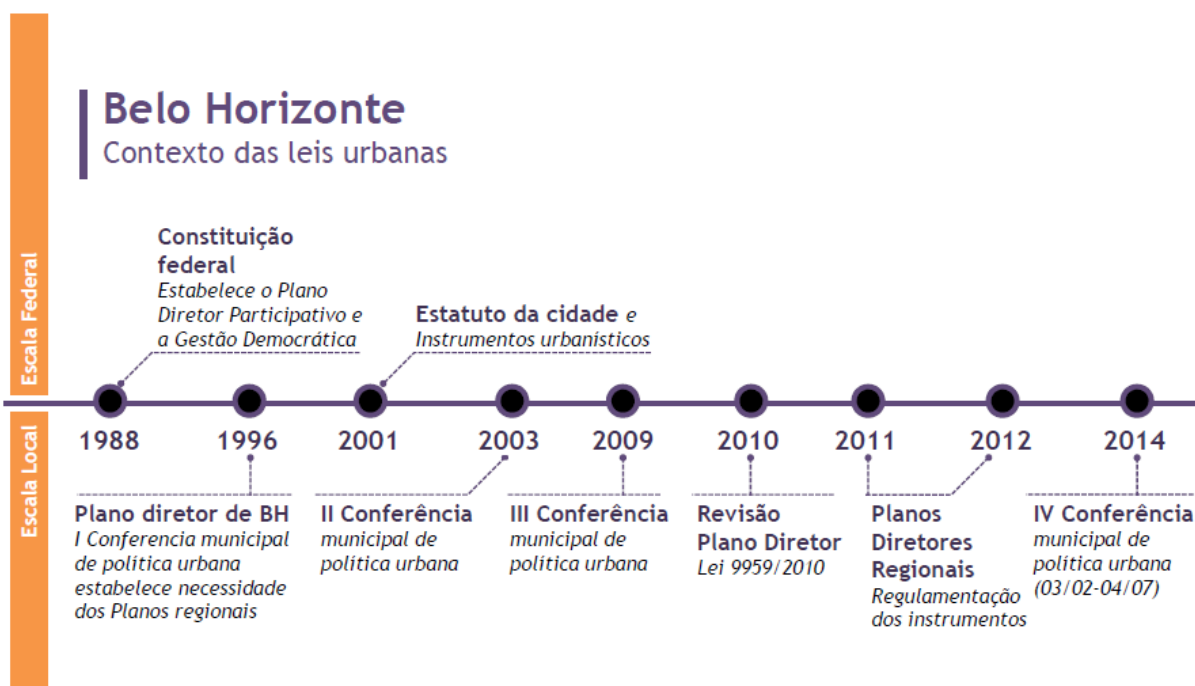 Belo Horizonte
Contexto das leis urbanas
Escala Federal
Constituição
federal
Estabelece o Plano
Diretor Participativo e
a Gestão Democrática
Estatuto da cidade e
Instrumentos urbanísticos
1988
1996
2001
2003
2009
2010
2011
2012
2014
Escala Local
Plano diretor de BH
I Conferencia municipal
de política urbana
estabelece necessidade
dos Planos regionais
II Conferência
municipal de
política urbana
III Conferência
municipal de
política urbana
Revisão
Plano Diretor
Lei 9959/2010
Planos
Diretores
Regionais
Regulamentação
dos instrumentos
IV Conferência
municipal de
política urbana
(03/02-04/07)